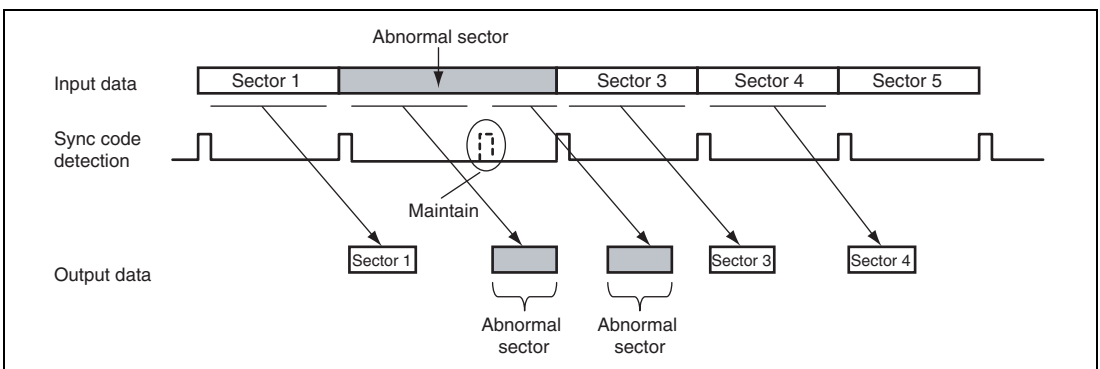 Abnormal sector
Input data
Sector 1
Sector 3
Sector 4
Sector 5
Sync code
detection
Maintain
Output data
Sector 1
Sector 3
Sector 4
Abnormal
sector
Abnormal
sector